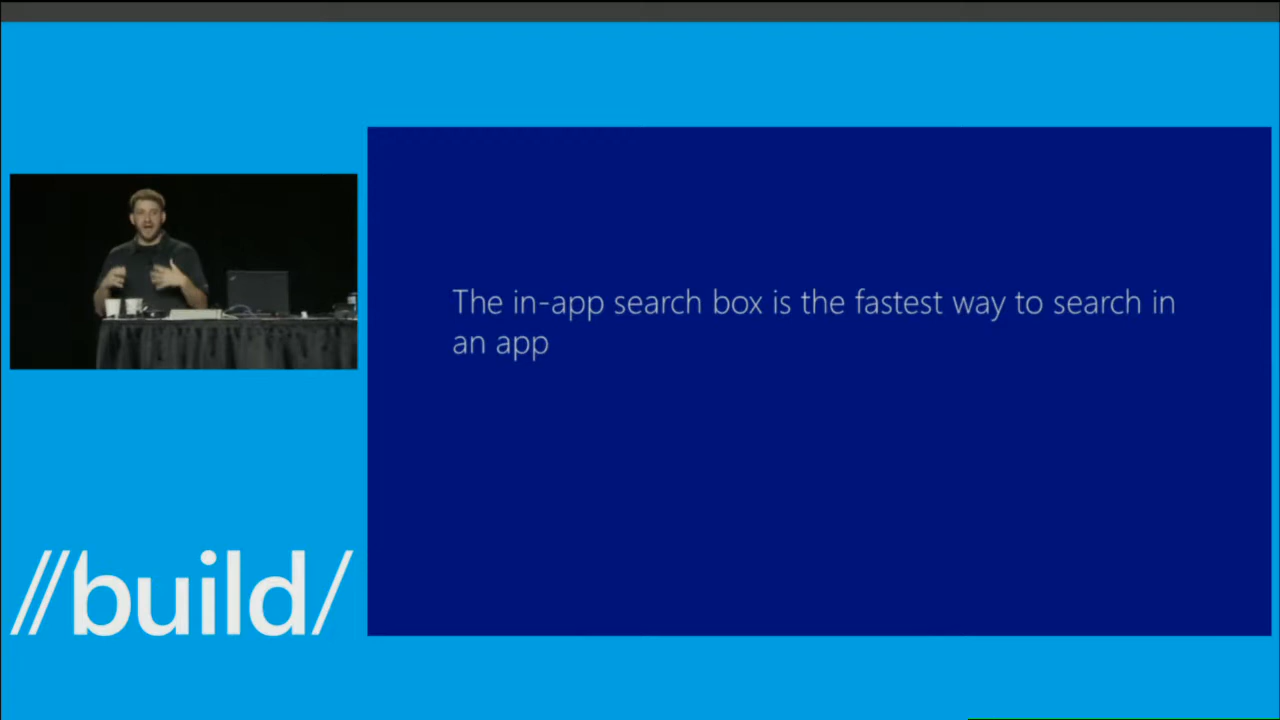 The in-app search box is the fastest way to search in
an app
//build/